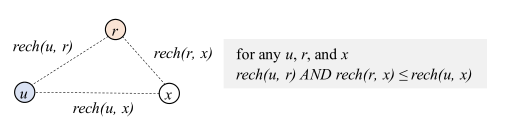 r
rech(u, r)
rech(r, x)
u
x
rech(u, x)
for any u, r, and x
rech(u, r) AND rech(r, x) ≤ rech(u, x)